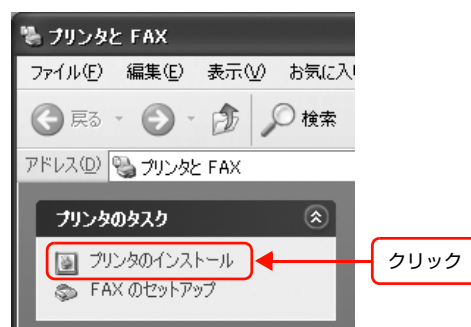 プリンタと FAX
ファイル(F) 編集(E) 表示(V) お気に入
戻る 検索
アドレス(D) プリンタと FAX
プリンタのタスク
プリンタのインストール
クリック
FAX のセットアップ